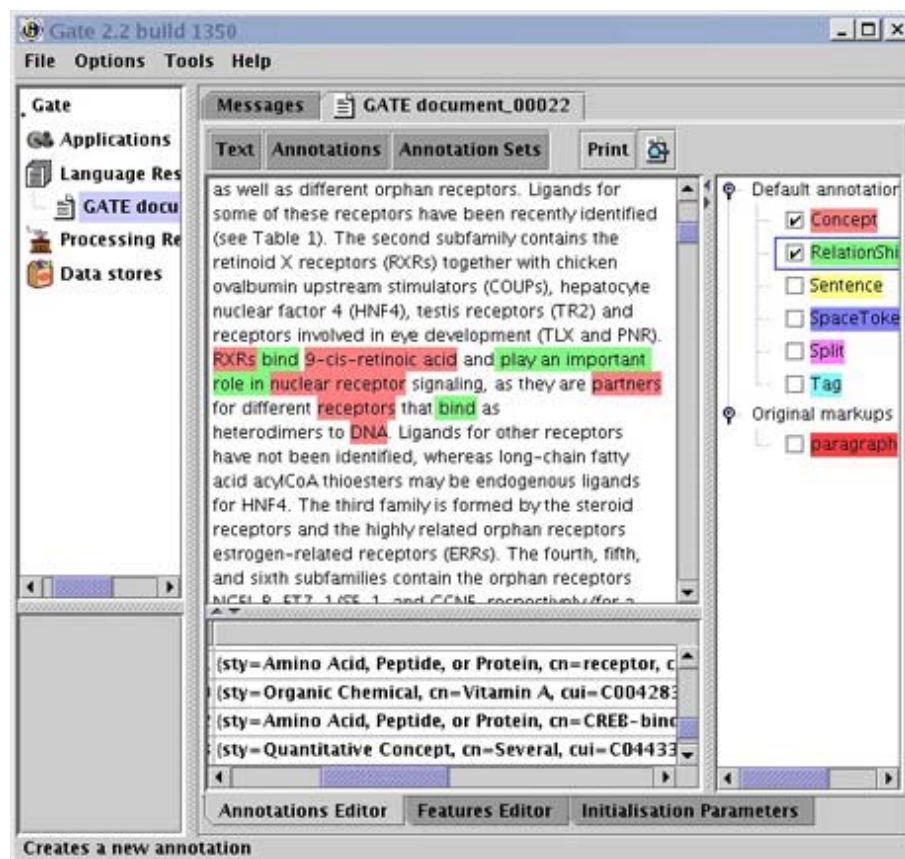 Gate 2.2 build 1350
File Options Tools Help
Gate
Applications
Language Res
GATE docu
Processing Re
Data stores
Messages GATE document_00022
Text Annotations Annotation Sets Print
as well as different orphan receptors. Ligands for
some of these receptors have been recently identified
(see Table 1). The second subfamily contains the
retinoid X receptors (RXRs) together with chicken
ovalbumin upstream stimulators (COUPs), hepatocyte
nuclear factor 4 (HNF4), testis receptors (TR2) and
receptors involved in eye development (TLX and PNR).
RXRs bind 9-cis-retinoic acid and play an important
role in nuclear receptor signaling, as they are partners
for different receptors that bind as
heterodimers to DNA. Ligands for other receptors
have not been identified, whereas long-chain fatty
acid acylCoA thioesters may be endogenous ligands
for HNF4. The third family is formed by the steroid
receptors and the highly related orphan receptors
estrogen-related receptors (ERRs). The fourth, fifth,
and sixth subfamilies contain the orphan receptors
Default annotation
Concept
RelationShi
Sentence
SpaceToke
Split
Tag
Original markups
paragraph
(sty=Amino Acid, Peptide, or Protein, cn=receptor, c
(sty=Organic Chemical, cn=Vitamin A, cui=C004283
(sty=Amino Acid, Peptide, or Protein, cn=CREB-binc
(sty=Quantitative Concept, cn=Several, cui=C04433
Annotations Editor Features Editor Initialisation Parameters
Creates a new annotation